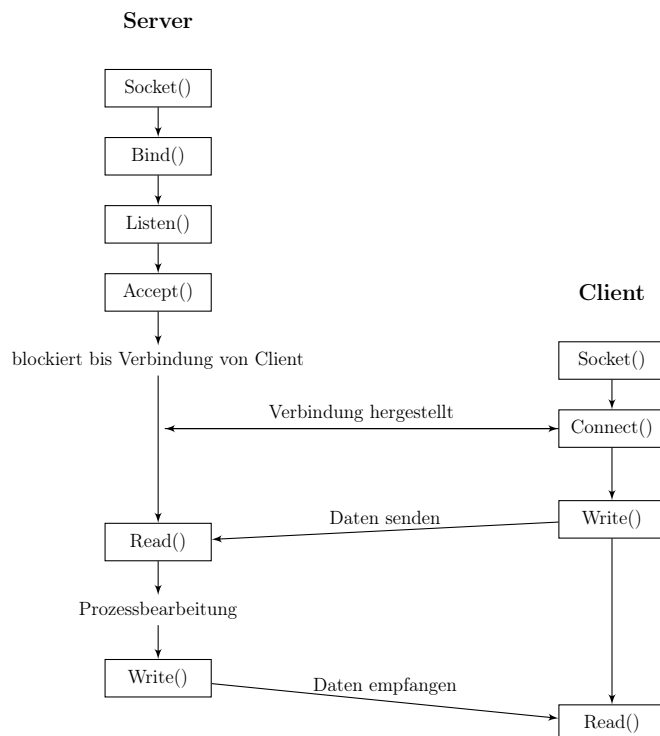 Server
Socket()
Bind()
Listen()
Accept()
blockiert bis Verbindung von Client
Client
Socket()
Verbindung hergestellt
Connect()
Daten senden
Write()
Read()
Prozessbearbeitung
Write()
Daten empfangen
Read()